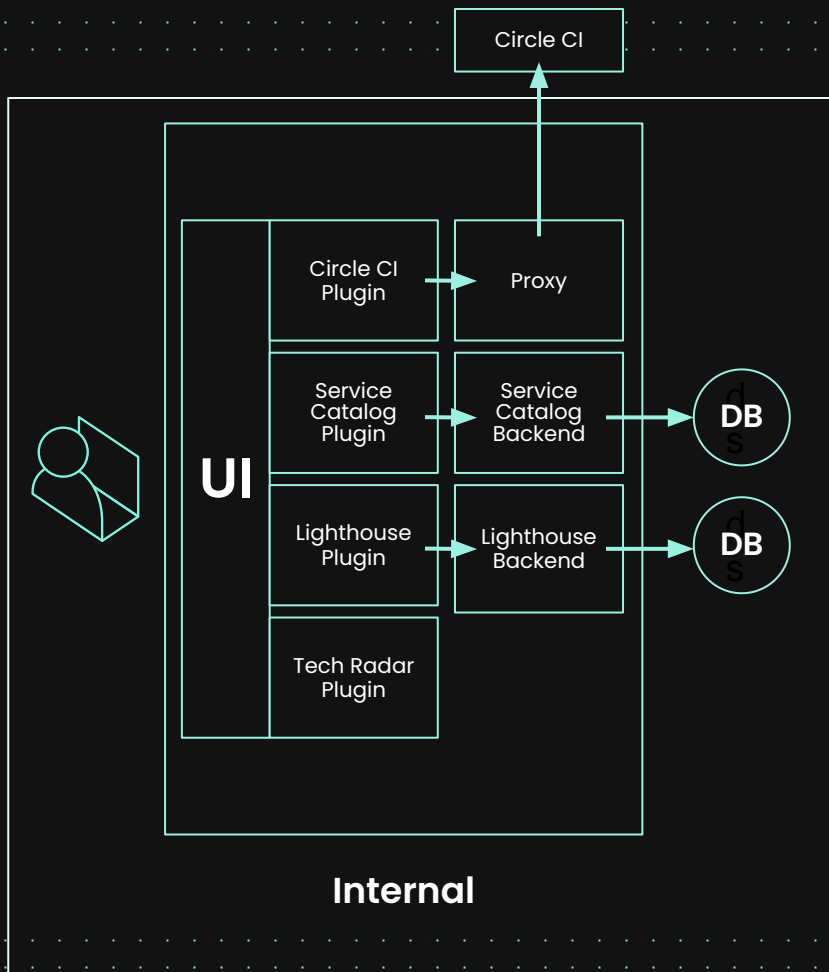 Circle CI
Circle CI
Plugin
Proxy
Service
Catalog
Plugin
Service
Catalog
Backend
d
DB
s
UI
Lighthouse
Plugin
Lighthouse
Backend
d
DB
s
Tech Radar
Plugin
Internal